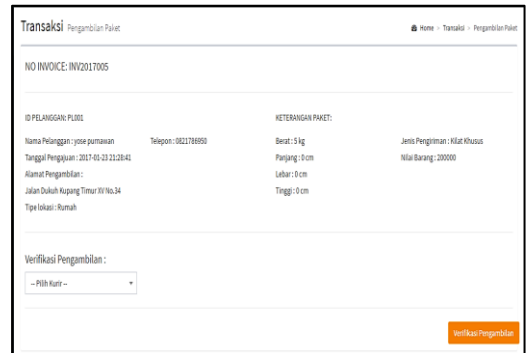 Transaksi Pengambilan Paket
Home > Transaksi > Pengambilan Paket
NO INVOICE: INV2017005
ID PELANGGAN: PL001
Nama Pelanggan : yose purnawan
Telepon : 0821786950
Tanggal Pengajuan : 2017-01-23 21:28:41
Alamat Pengambilan :
Jalan Dukuh Kupang Timur XV No.34
Tipe lokasi : Rumah
KETERANGAN PAKET:
Berat : 5 kg
Jenis Pengiriman : Kilat Khusus
Panjang : 0 cm
Nilai Barang : 200000
Lebar : 0 cm
Tinggi : 0 cm
Verifikasi Pengambilan :
-- Pilih Kurir --
Verifikasi Pengambilan